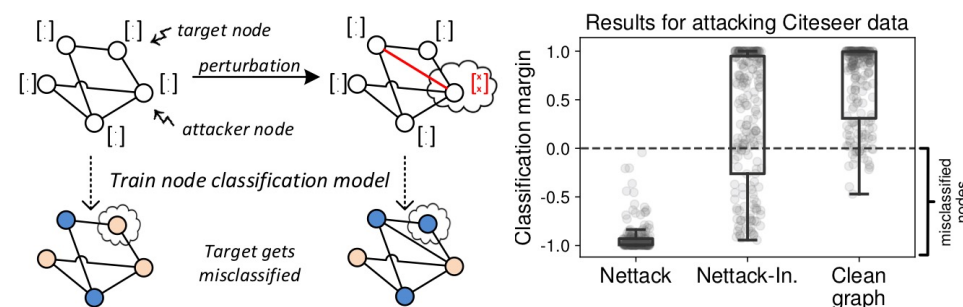 [:]
[:]
target node
[:]
[:]
attacker node
[:]
perturbation
[:]
[:]
[:]
[x x]
[:]
Train node classification model
Target gets
misclassified
Results for attacking Citeseer data
Classification margin
1.0
0.5
0.0
-0.5
-1.0
Nettack
Nettack-In.
Clean
graph
misclassified
nodes